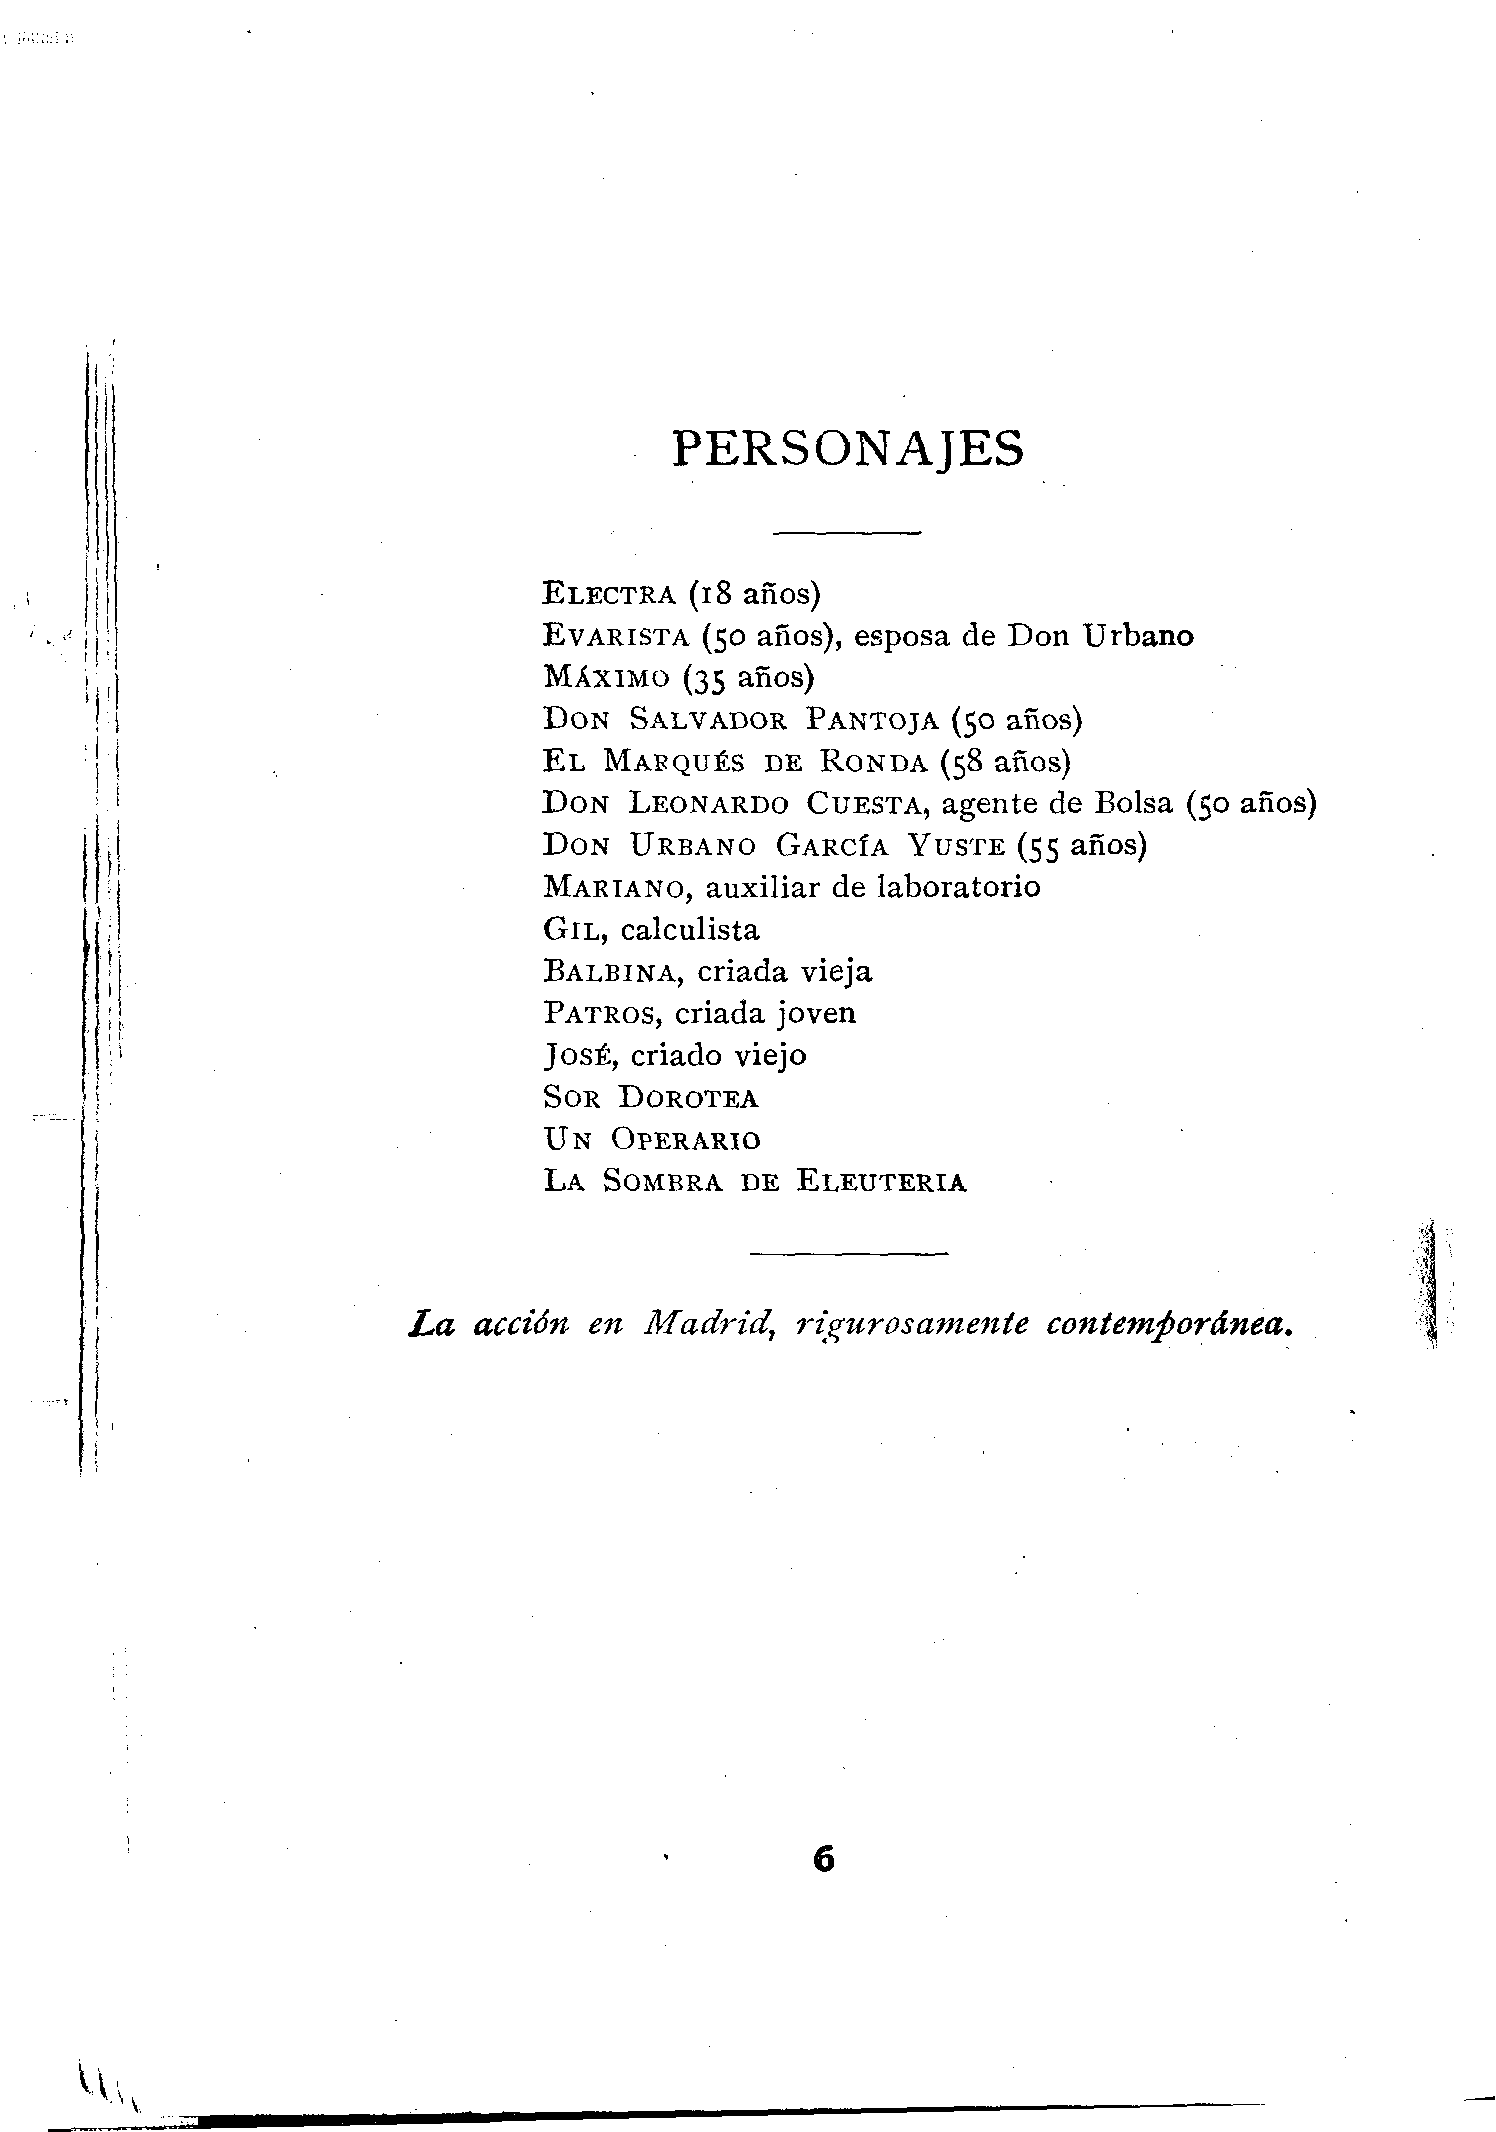 PERSONAJES
ELECTRA (18 años)
EVARISTA (50 años), esposa de Don Urbano
MÁXIMO (35 años)
DON SALVADOR PANTOJA (50 años)
EL MARQUÉS DE RONDA (58 años)
DON LEONARDO CUESTA, agente de Bolsa (50 años)
DON URBANO GARCÍA YUSTE (55 años)
MARIANO, auxiliar de laboratorio
GIL, calculista
BALBINA, criada vieja
PATROS, criada joven
JOSÉ, criado viejo
SOR DOROTEA
UN OPERARIO
LA SOMBRA DE ELEUTERIA
La acción en Madrid, rigurosamente contemporánea.
6